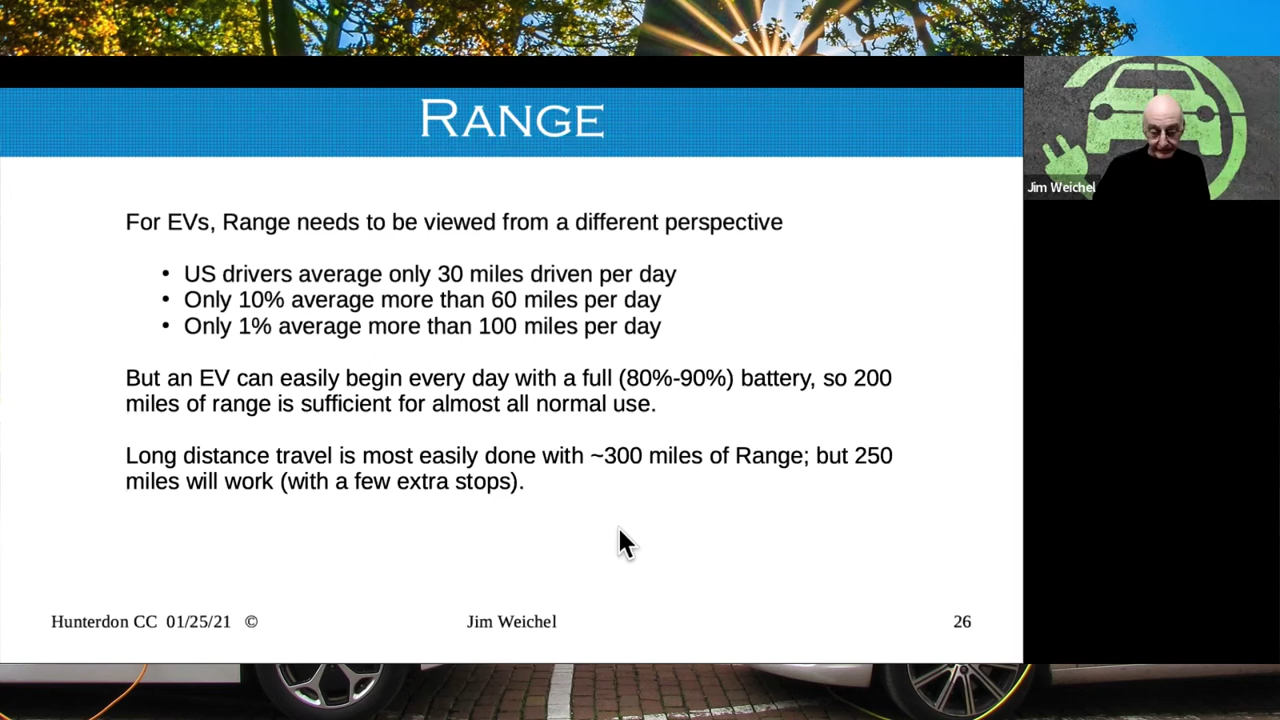 RANGE
Jim Weichel
For EVs, Range needs to be viewed from a different perspective
• US drivers average only 30 miles driven per day
• Only 10% average more than 60 miles per day
• Only 1% average more than 100 miles per day
But an EV can easily begin every day with a full (80%-90%) battery, so 200
miles of range is sufficient for almost all normal use.
Long distance travel is most easily done with ~300 miles of Range; but 250
miles will work (with a few extra stops).
Hunterdon CC 01/25/21 © Jim Weichel 26